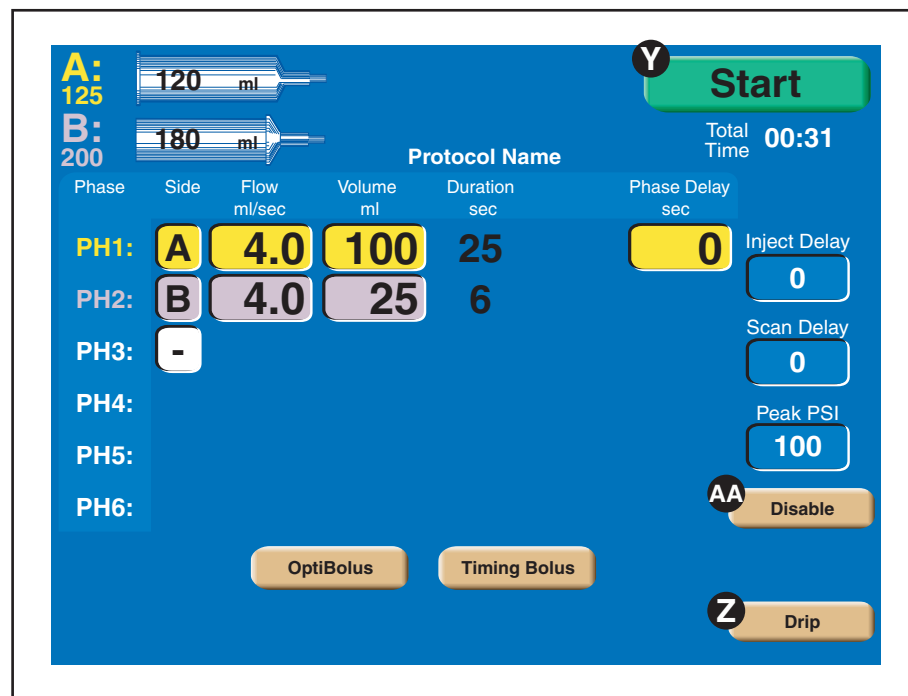 A:
125
120 ml
Y
Start
B:
200
180 ml
Total Time 00:31
Protocol Name
Phase Side Flow ml/sec Volume ml Duration sec Phase Delay sec
PH1: A 4.0 100 25 0
Inject Delay
0
PH2: B 4.0 25 6
Scan Delay
0
PH3: -
PH4:
Peak PSI
100
PH5:
PH6:
AA
Disable
OptiBolus Timing Bolus
Z
Drip